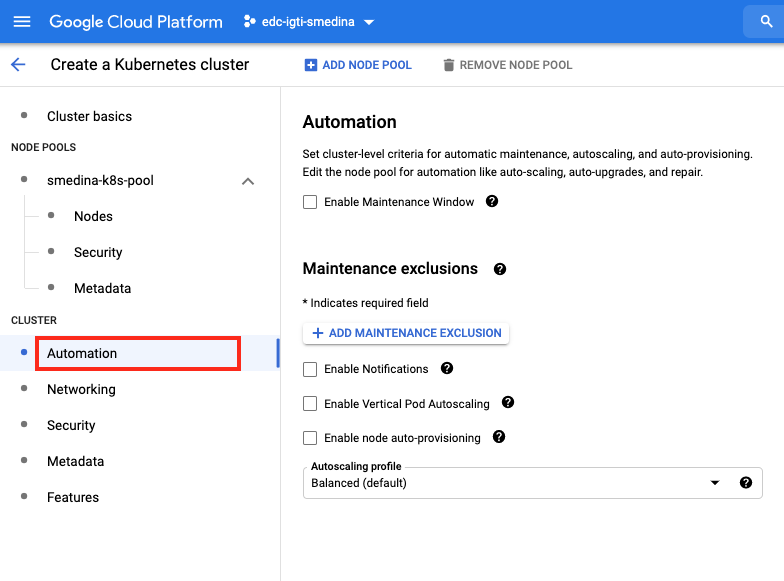 Google Cloud Platform
edc-igti-smedina
Create a Kubernetes cluster
ADD NODE POOL
REMOVE NODE POOL
Cluster basics
NODE POOLS
smedina-k8s-pool
Nodes
Security
Metadata
CLUSTER
Automation
Networking
Security
Metadata
Features
Automation
Set cluster-level criteria for automatic maintenance, autoscaling, and auto-provisioning.
Edit the node pool for automation like auto-scaling, auto-upgrades, and repair.
Enable Maintenance Window
Maintenance exclusions
* Indicates required field
ADD MAINTENANCE EXCLUSION
Enable Notifications
Enable Vertical Pod Autoscaling
Enable node auto-provisioning
Autoscaling profile
Balanced (default)